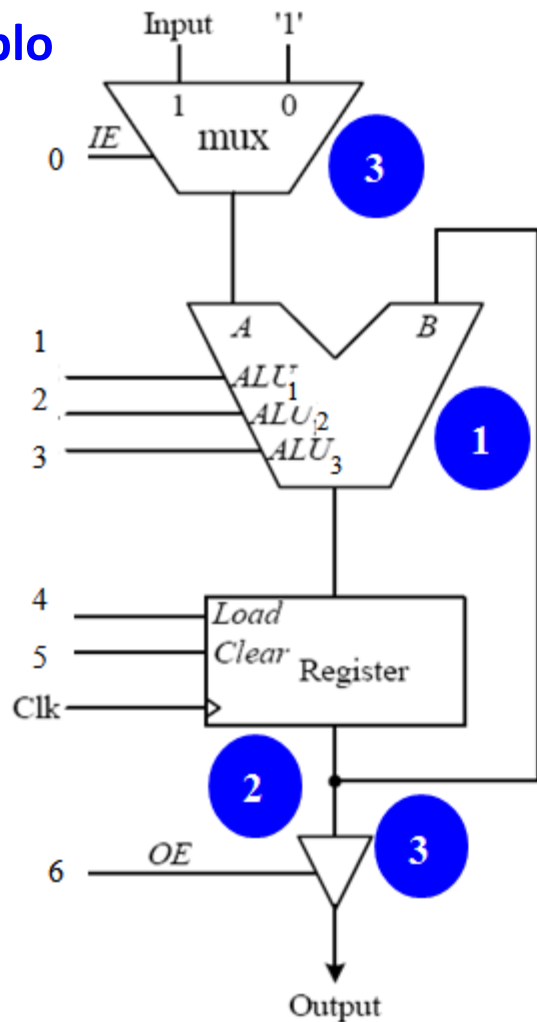 Input '1'
plo
1 0
mux
IE
0
3
A B
1
ALU1
2
ALU2
3
ALU3
1
4
Load
5
Clear
Register
Clk
2
3
OE
6
Output